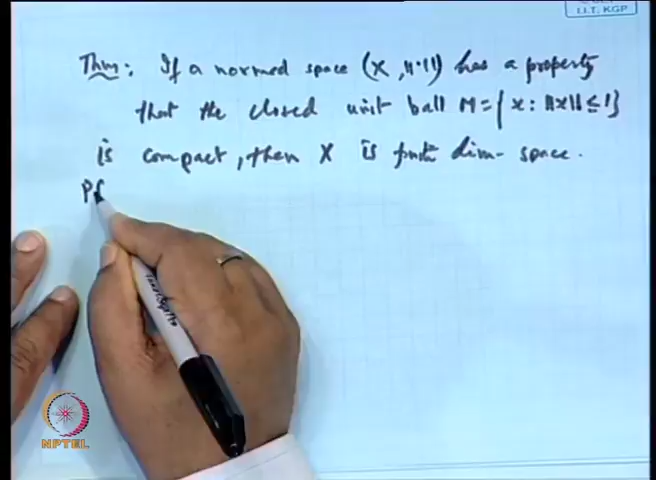 I.I.T. KGP
Thm: If a normed space (X, ||·||) has a property
that the closed unit ball M = { x : ||x|| ≤ 1}
is compact, then X is finite dim- space.
Pf
NPTEL